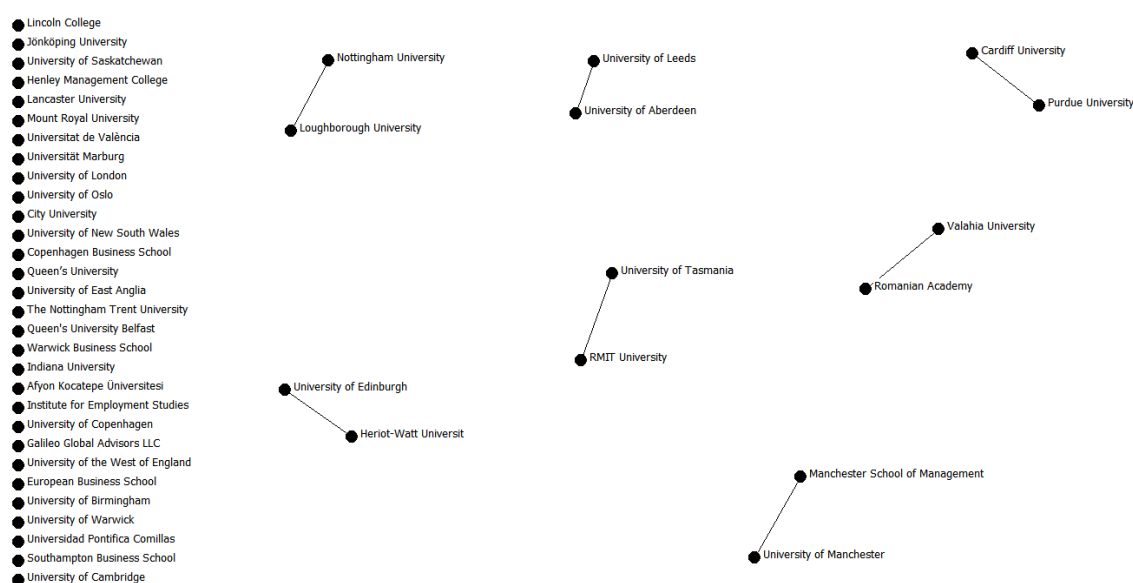 Lincoln College
Jönköping University
University of Saskatchewan
Henley Management College
Lancaster University
Mount Royal University
Universitat de València
Universität Marburg
University of London
University of Oslo
City University
University of New South Wales
Copenhagen Business School
Queen’s University
University of East Anglia
The Nottingham Trent University
Queen's University Belfast
Warwick Business School
Indiana University
Afyon Kocatepe Üniversitesi
Institute for Employment Studies
University of Copenhagen
Galileo Global Advisors LLC
University of the West of England
European Business School
University of Birmingham
University of Warwick
Universidad Pontifica Comillas
Southampton Business School
University of Cambridge
Nottingham University
Loughborough University
University of Leeds
University of Aberdeen
Cardiff University
Purdue University
Valahia University
Romanian Academy
University of Tasmania
RMIT University
University of Edinburgh
Heriot-Watt Universit
Manchester School of Management
University of Manchester